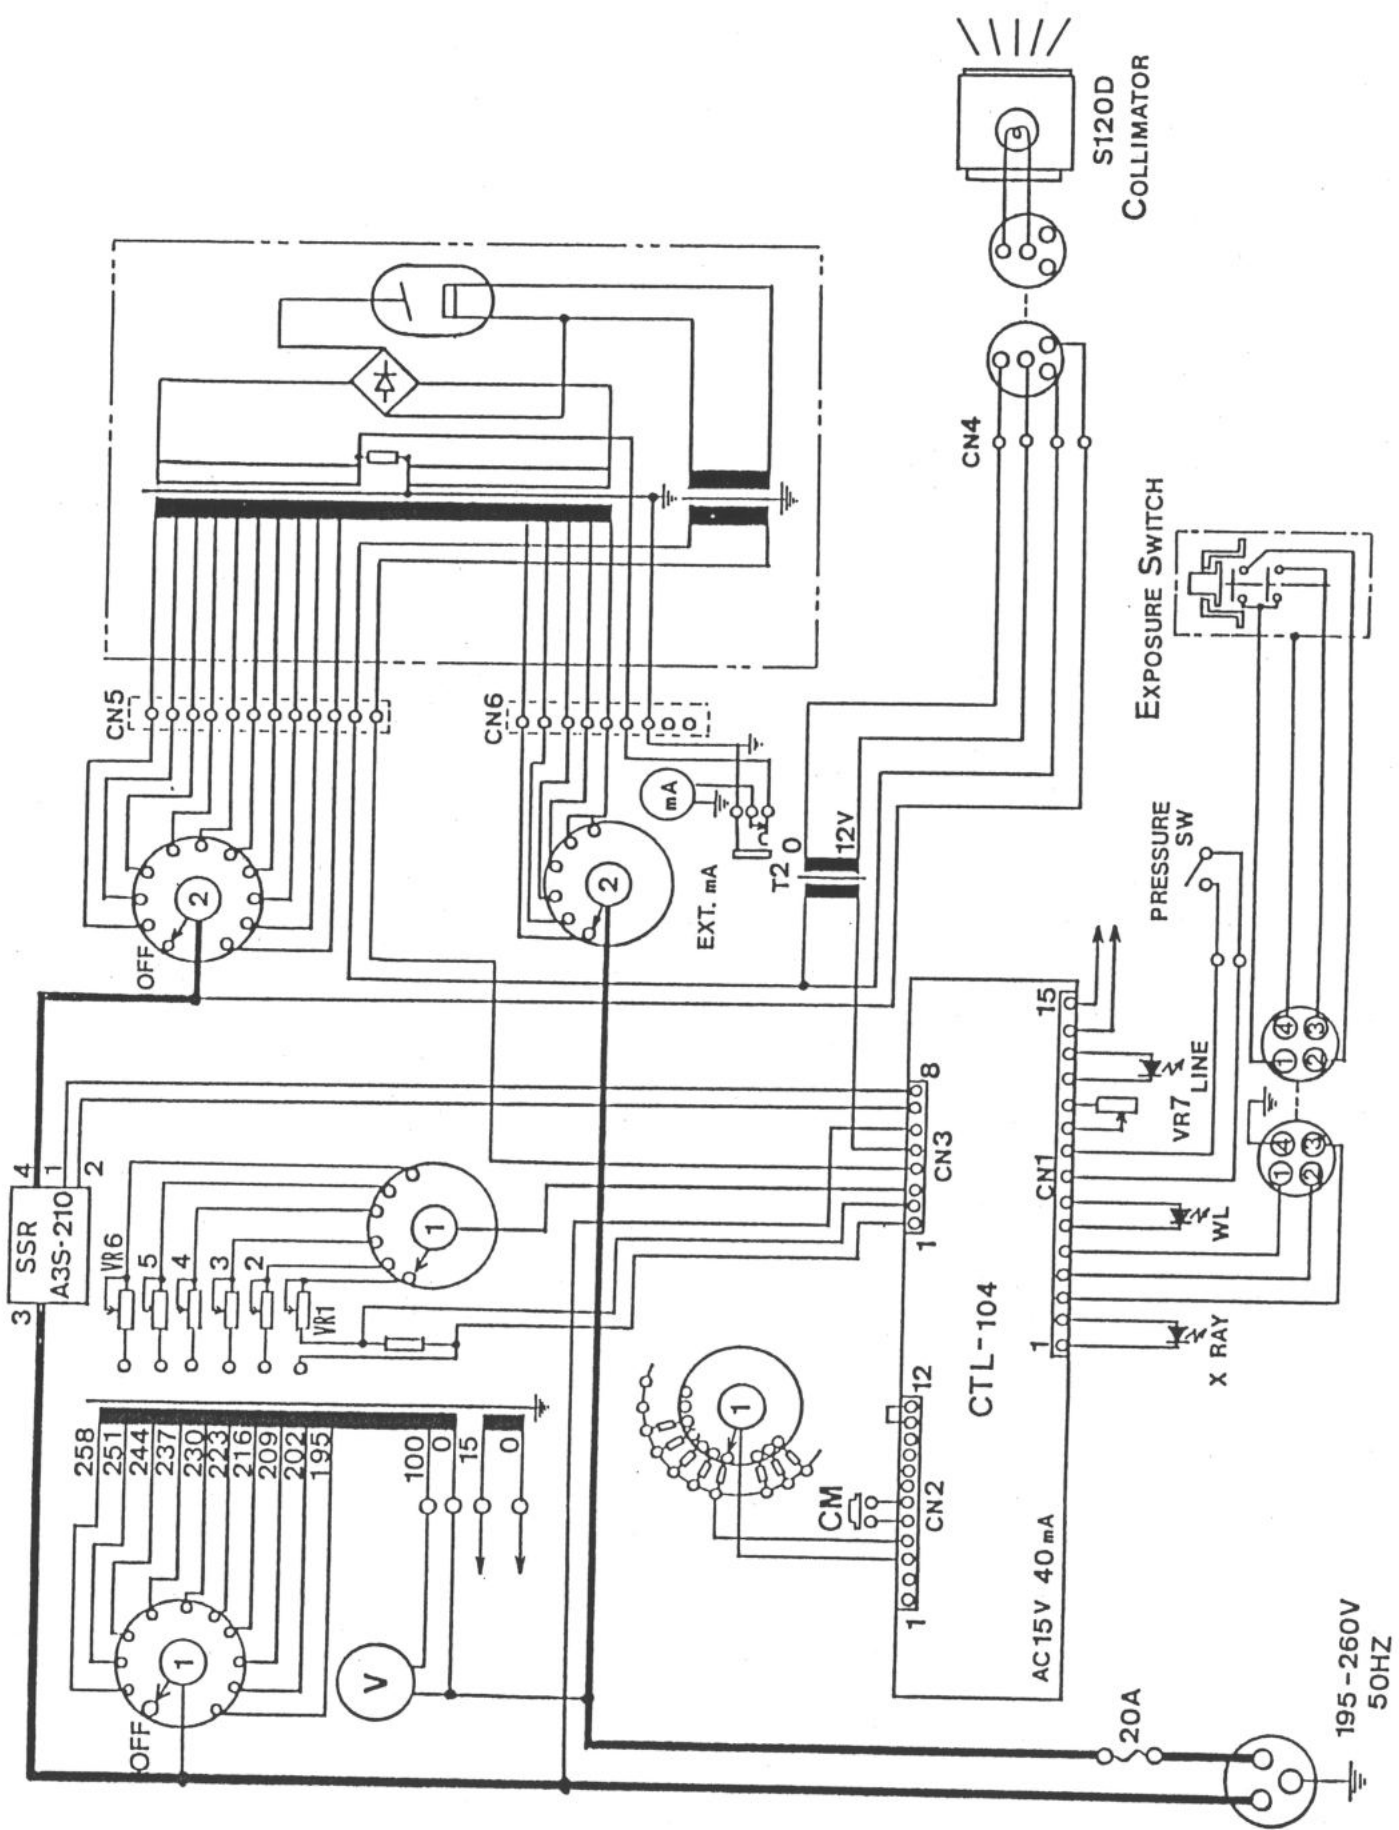 S120D
COLLIMATOR
CN4
EXPOSURE SWITCH
CN5
CN6
mA
EXT. mA
T2
0
12V
PRESSURE
SW
OFF
2
2
4
1
2
SSR
A3S-210
3
VR6
5
4
3
2
VR1
1
8
CN3
1
15
CN1
1
VR7
LINE
WL
X RAY
4
3
1
2
4
3
1
2
CTL-104
12
CN2
1
CM
1
AC15V 40mA
258
251
244
237
230
223
216
209
202
195
100
0
15
0
OFF
1
V
20A
195-260V
50HZ